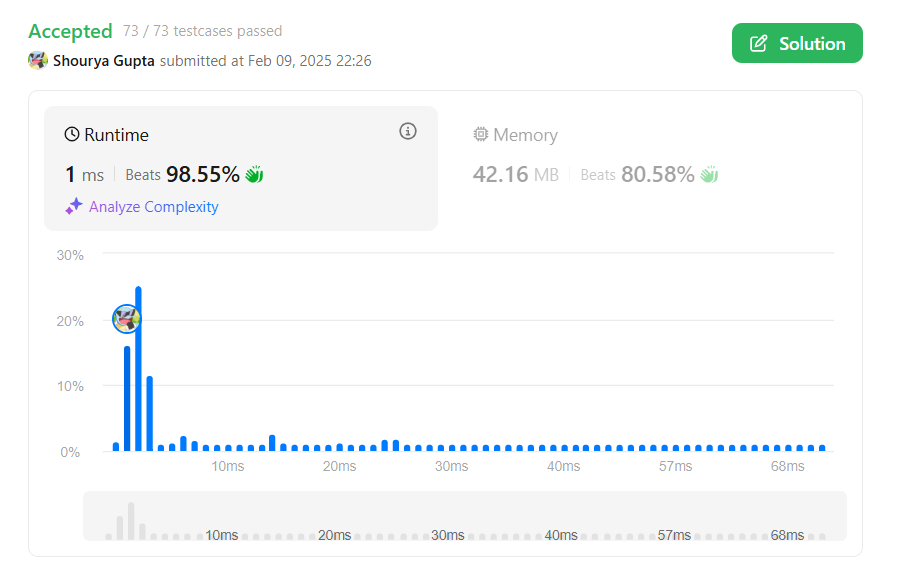 Accepted 73 / 73 testcases passed
Shourya Gupta submitted at Feb 09, 2025 22:26
Solution
Runtime
1 ms Beats 98.55%
Analyze Complexity
Memory
42.16 MB Beats 80.58%
30%
20%
10%
0%
10ms 20ms 30ms 40ms 57ms 68ms
10ms 20ms 30ms 40ms 57ms 68ms